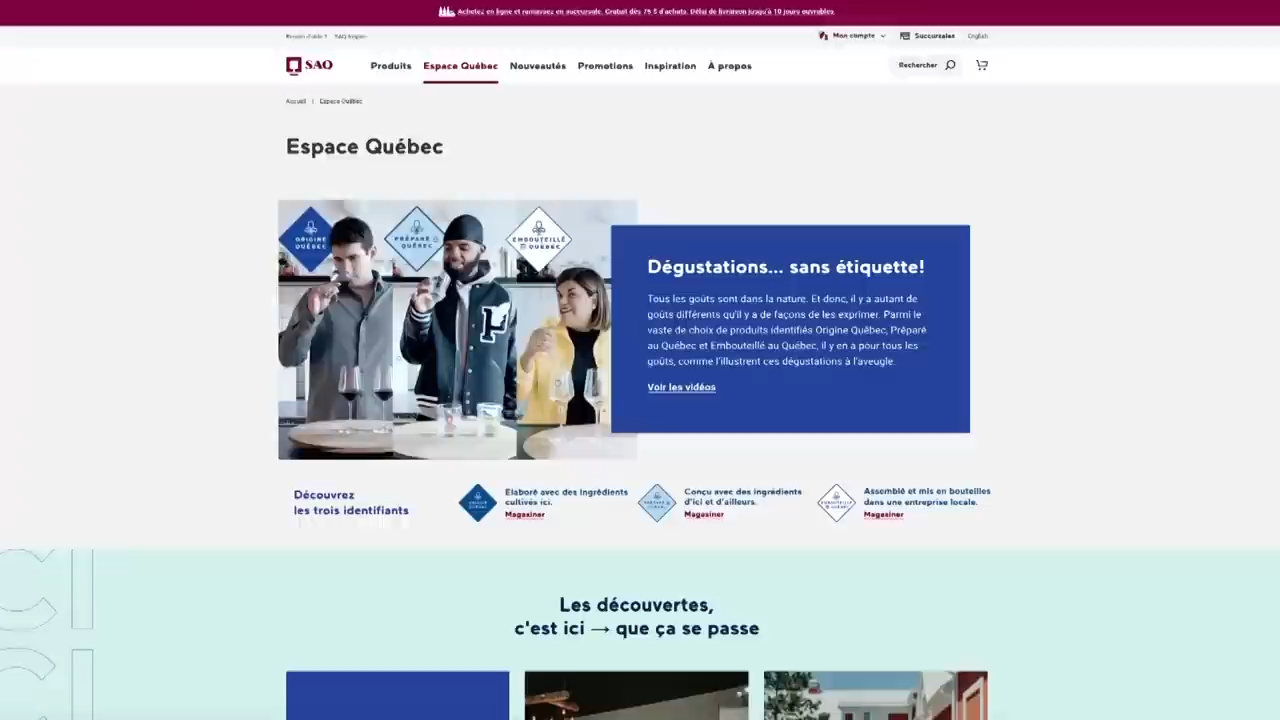 Achetez en ligne et ramassez en succursale. Gratuit dès 75 $ d'achats. Délai de livraison jusqu'à 10 jours ouvrables.
Besoin d'aide ?
Mon compte
Succursales
English
SAQ
Produits
Espace Québec
Nouveautés
Promotions
Inspiration
À propos
Rechercher
Accueil | Espace Québec
Espace Québec
ORIGINE
QUÉBEC
PRÉPARÉ
QUÉBEC
EMBOUTEILLÉ
QUÉBEC
Dégustations... sans étiquette!
Tous les goûts sont dans la nature. Et donc, il y a autant de
goûts différents qu'il y a de façons de les exprimer. Parmi le
vaste de choix de produits identifiés Origine Québec, Préparé
au Québec et Embouteillé au Québec, il y en a pour tous les
goûts, comme l'illustrent ces dégustations à l'aveugle.
Voir les vidéos
Découvrez
les trois identifiants
Élaboré avec des ingrédients
cultivés ici.
Magasiner
Conçu avec des ingrédients
d'ici et d'ailleurs.
Magasiner
Assemblé et mis en bouteilles
dans une entreprise locale.
Magasiner
Les découvertes,
c'est ici → que ça se passe